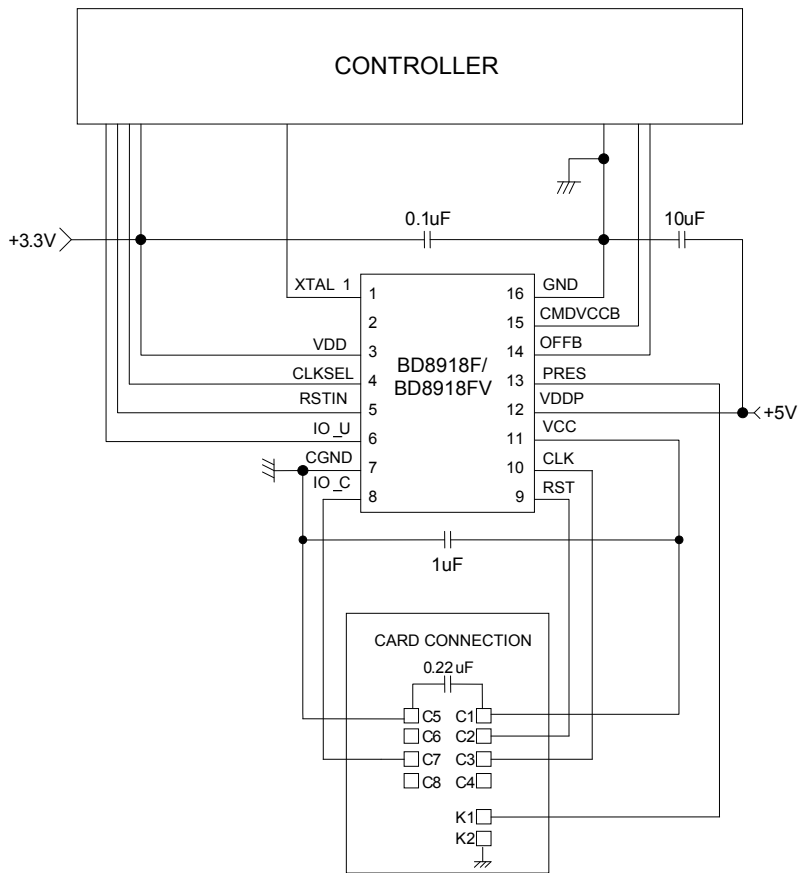 CONTROLLER
0.1uF
10uF
+3.3V
XTAL_1
1
16
GND
2
15
CMDVCCB
VDD
3
14
OFFB
BD8918F/
BD8918FV
CLKSEL
4
13
PRES
RSTIN
5
12
VDDP
+5V
IO_U
6
11
VCC
CGND
7
10
CLK
IO_C
8
9
RST
1uF
CARD CONNECTION
0.22uF
C5 C1
C6 C2
C7 C3
C8 C4
K1
K2